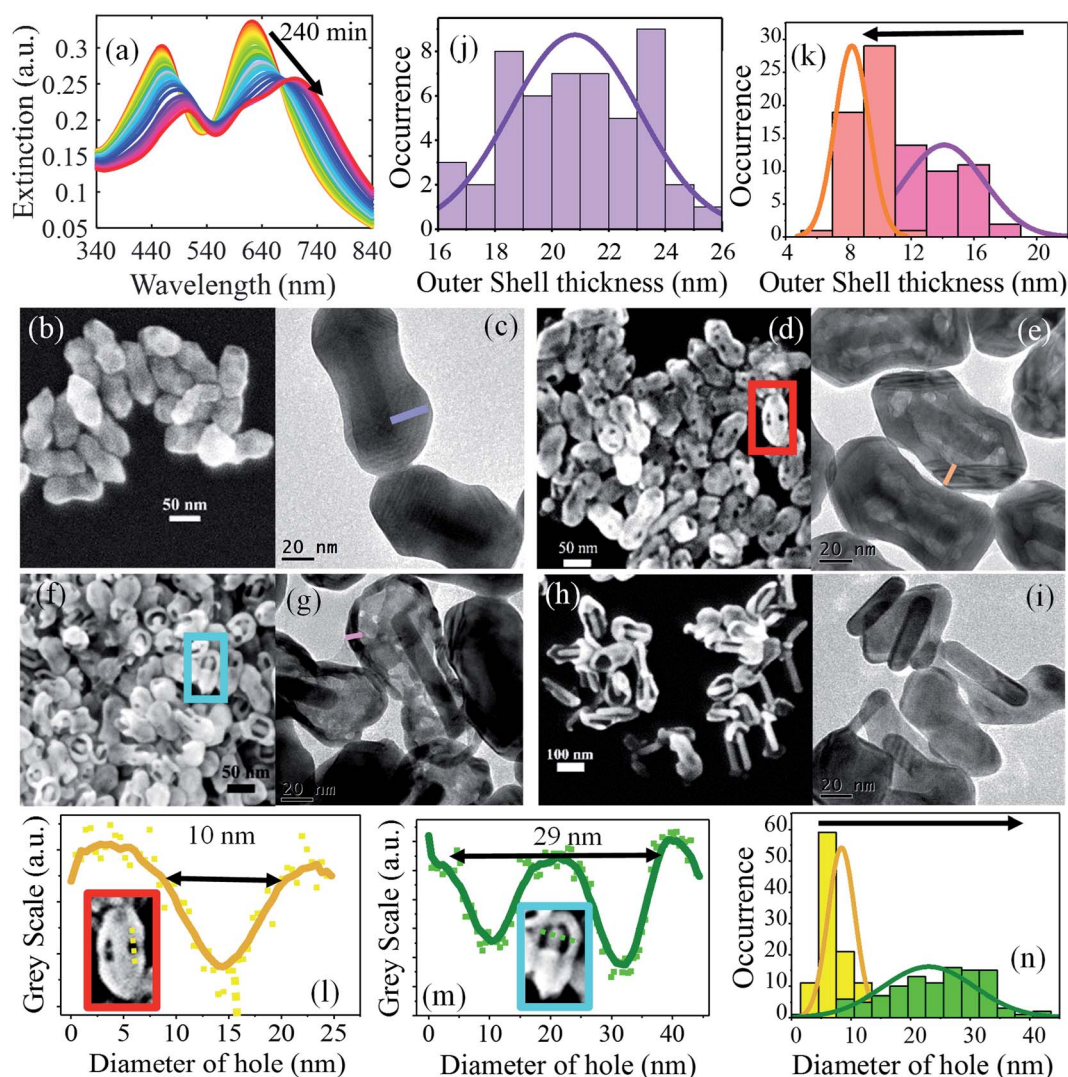 (a)
240 min
0.3
0.25
0.2
0.15
0.1
0.05
Extinction (a.u.)
340 440 540 640 740 840
Wavelength (nm)
(j)
8
6
4
2
0
Occurrence
16 18 20 22 24 26
Outer Shell thickness (nm)
(k)
30
20
10
0
Occurrence
4 8 12 16 20
Outer Shell thickness (nm)
(b)
50 nm
(c)
20 nm
(d)
50 nm
(e)
20 nm
(f)
50 nm
(g)
20 nm
(h)
100 nm
(i)
20 nm
10 nm
Grey Scale (a.u.)
(l)
0 5 10 15 20 25
Diameter of hole (nm)
29 nm
Grey Scale (a.u.)
(m)
0 10 20 30 40
Diameter of hole (nm)
60
50
40
30
20
10
0
Occurrence
(n)
0 10 20 30 40
Diameter of hole (nm)